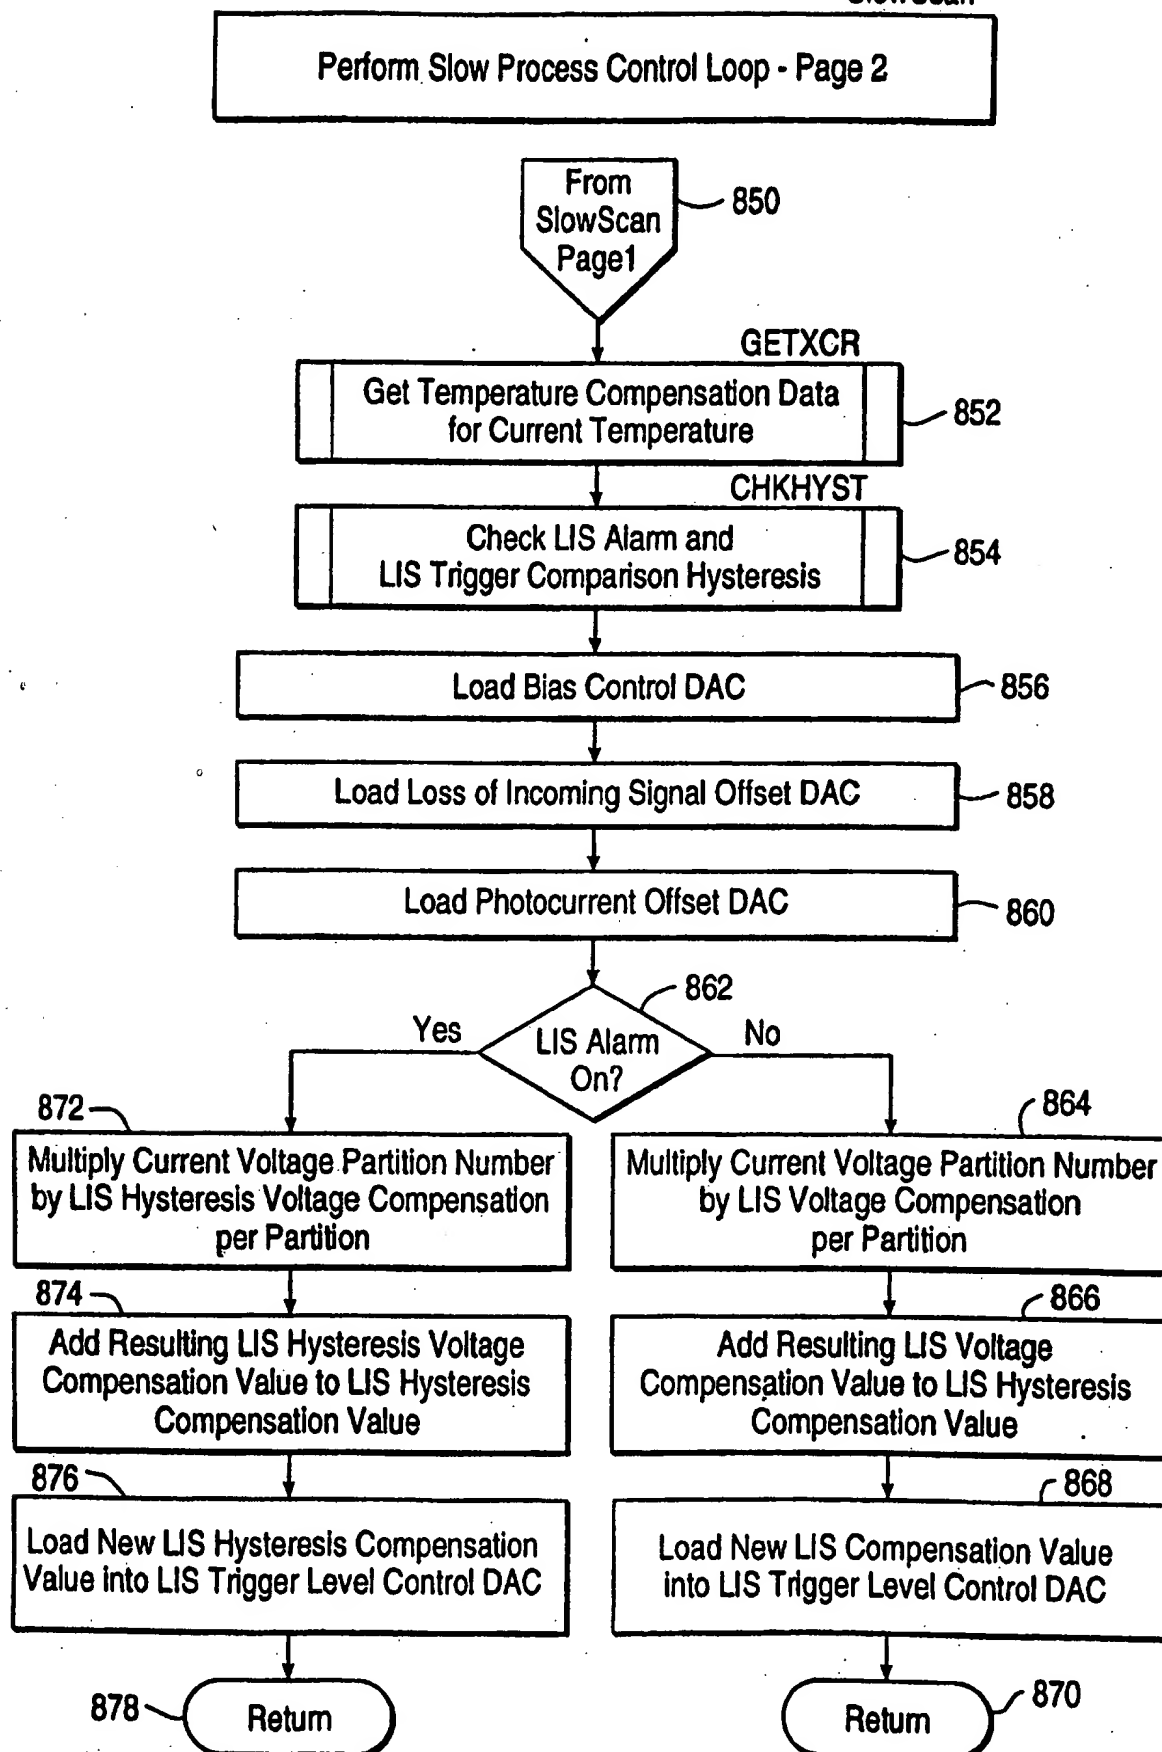 Perform Slow Process Control Loop - Page 2
From
SlowScan
Page1
850
GETXCR
Get Temperature Compensation Data
for Current Temperature
852
CHKHYST
Check LIS Alarm and
LIS Trigger Comparison Hysteresis
854
Load Bias Control DAC
856
Load Loss of Incoming Signal Offset DAC
858
Load Photocurrent Offset DAC
860
862
Yes
LIS Alarm
On?
No
872
Multiply Current Voltage Partition Number
by LIS Hysteresis Voltage Compensation
per Partition
864
Multiply Current Voltage Partition Number
by LIS Voltage Compensation
per Partition
874
Add Resulting LIS Hysteresis Voltage
Compensation Value to LIS Hysteresis
Compensation Value
866
Add Resulting LIS Voltage
Compensation Value to LIS Hysteresis
Compensation Value
876
Load New LIS Hysteresis Compensation
Value into LIS Trigger Level Control DAC
868
Load New LIS Compensation Value
into LIS Trigger Level Control DAC
878
Return
870
Return